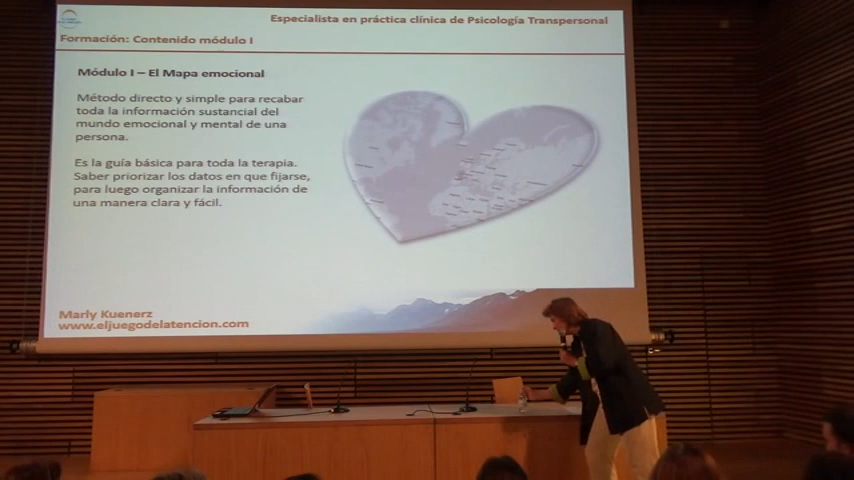 Especialista en práctica clínica de Psicología Transpersonal
Formación: Contenido módulo I
Módulo I – El Mapa emocional
Método directo y simple para recabar
toda la información sustancial del
mundo emocional y mental de una
persona.
Es la guía básica para toda la terapia.
Saber priorizar los datos en que fijarse,
para luego organizar la información de
una manera clara y fácil.
Marly Kuenerz
www.eljuegodelatencion.com